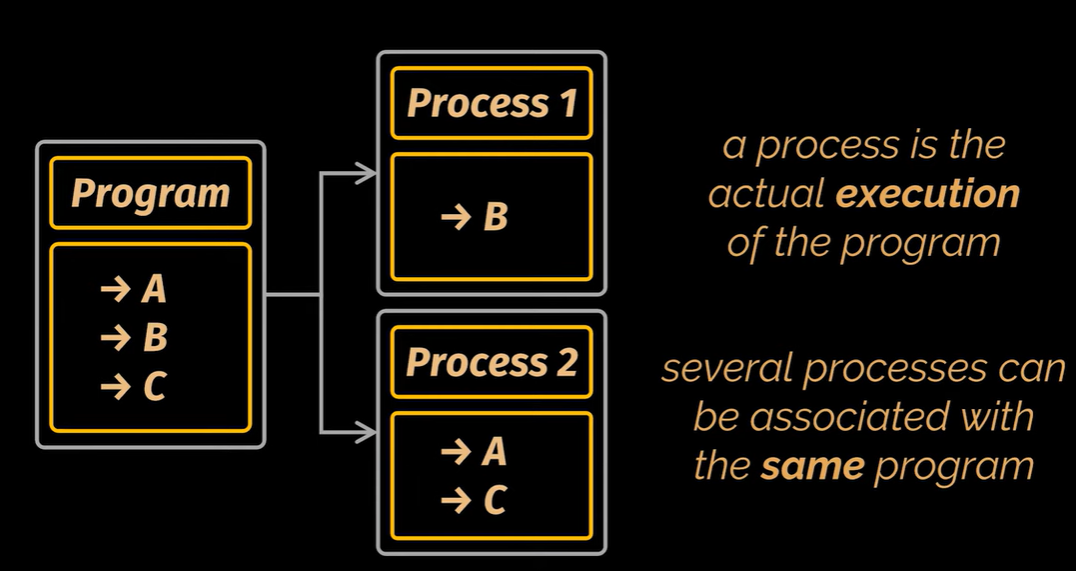 Program
→ A
→ B
→ C
Process 1
→ B
Process 2
→ A
→ C
a process is the
actual execution
of the program
several processes can
be associated with
the same program